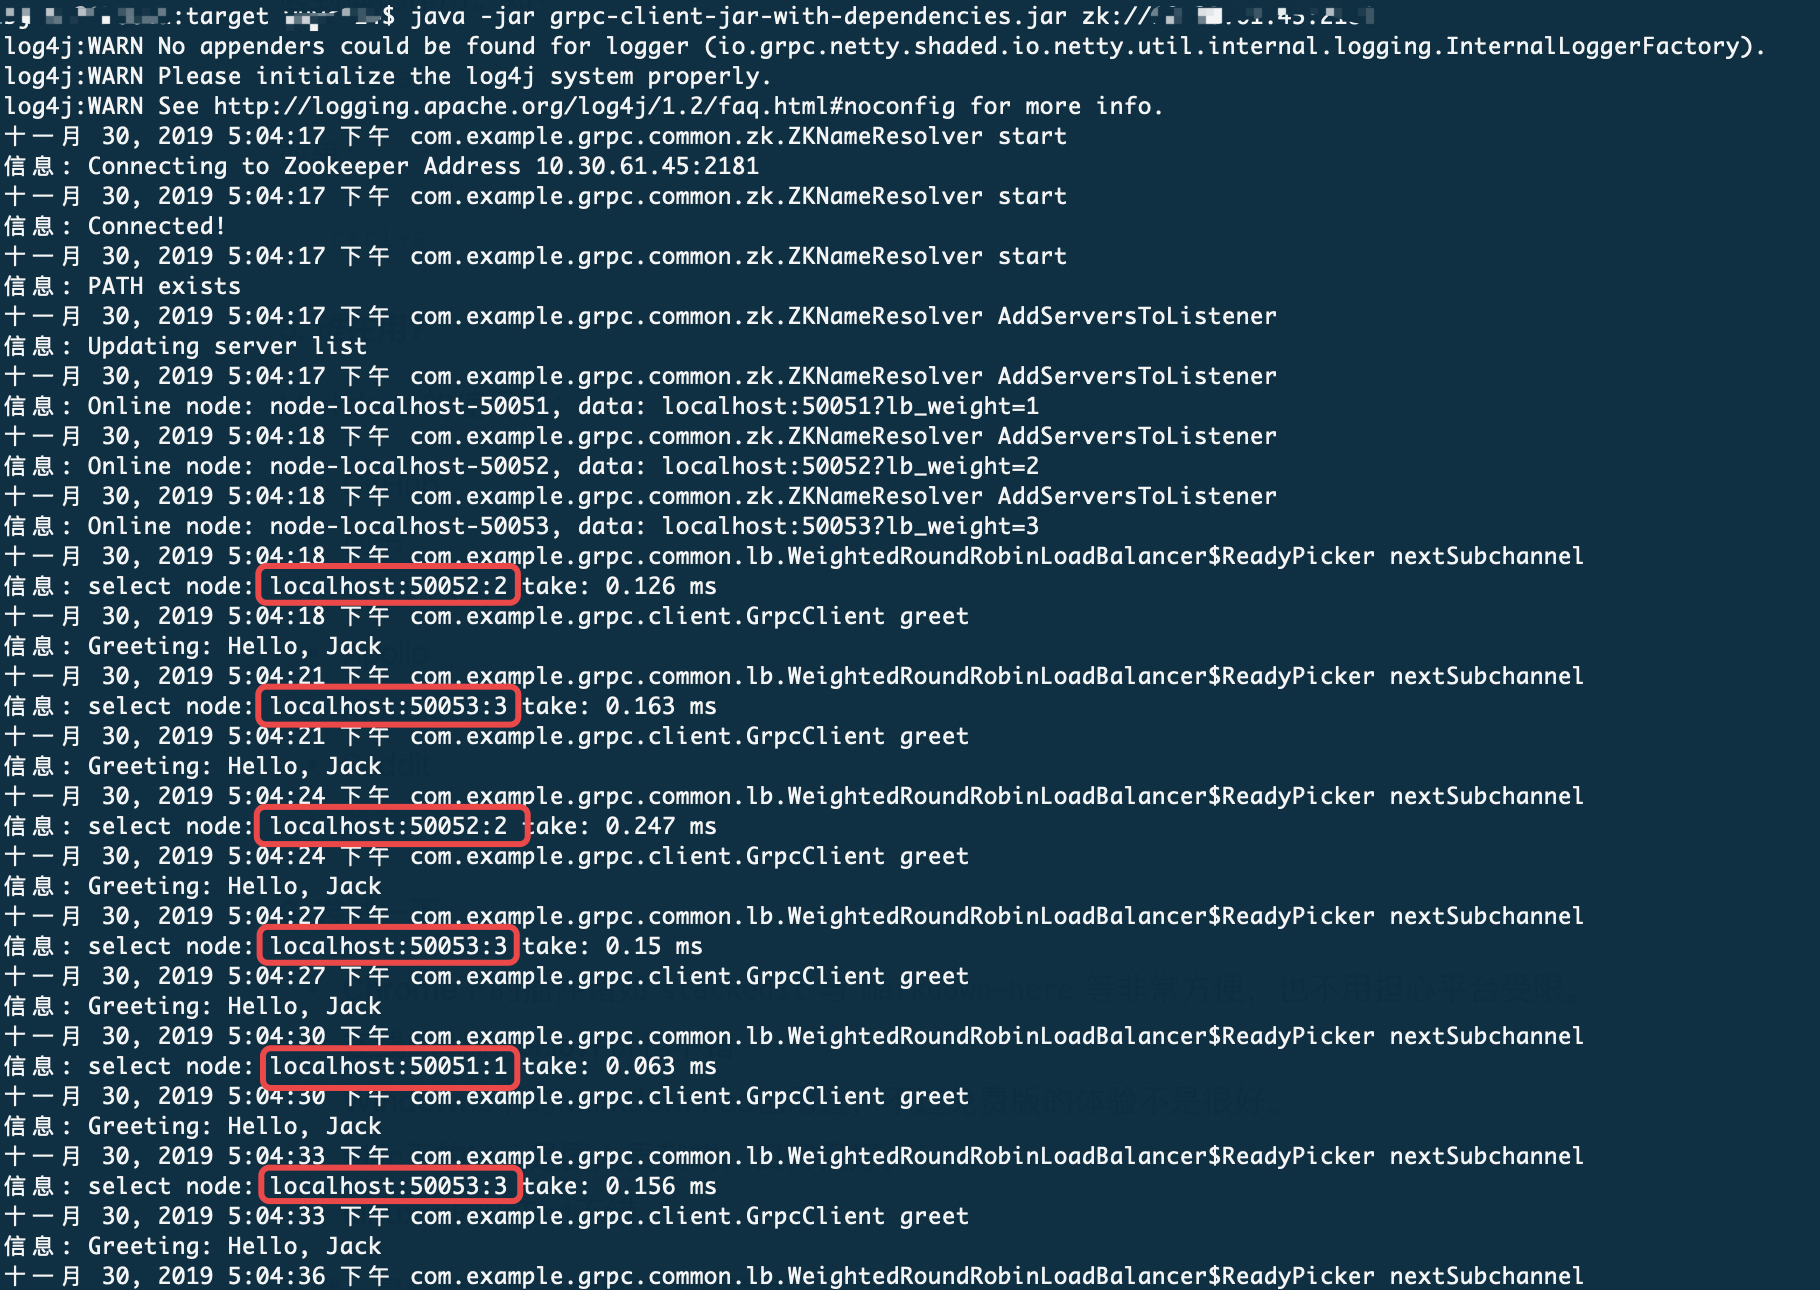 :target $ java -jar grpc-client-jar-with-dependencies.jar zk://
log4j:WARN No appenders could be found for logger (io.grpc.netty.shaded.io.netty.util.internal.logging.InternalLoggerFactory).
log4j:WARN Please initialize the log4j system properly.
log4j:WARN See http://logging.apache.org/log4j/1.2/faq.html#noconfig for more info.
十一月 30, 2019 5:04:17 下午 com.example.grpc.common.zk.ZKNameResolver start
信息: Connecting to Zookeeper Address 10.30.61.45:2181
十一月 30, 2019 5:04:17 下午 com.example.grpc.common.zk.ZKNameResolver start
信息: Connected!
十一月 30, 2019 5:04:17 下午 com.example.grpc.common.zk.ZKNameResolver start
信息: PATH exists
十一月 30, 2019 5:04:17 下午 com.example.grpc.common.zk.ZKNameResolver AddServersToListener
信息: Updating server list
十一月 30, 2019 5:04:17 下午 com.example.grpc.common.zk.ZKNameResolver AddServersToListener
信息: Online node: node-localhost-50051, data: localhost:50051?lb_weight=1
十一月 30, 2019 5:04:18 下午 com.example.grpc.common.zk.ZKNameResolver AddServersToListener
信息: Online node: node-localhost-50052, data: localhost:50052?lb_weight=2
十一月 30, 2019 5:04:18 下午 com.example.grpc.common.zk.ZKNameResolver AddServersToListener
信息: Online node: node-localhost-50053, data: localhost:50053?lb_weight=3
十一月 30, 2019 5:04:18 下午 com.example.grpc.common.lb.WeightedRoundRobinLoadBalancer$ReadyPicker nextSubchannel
信息: select node: localhost:50052:2 take: 0.126 ms
十一月 30, 2019 5:04:18 下午 com.example.grpc.client.GrpcClient greet
信息: Greeting: Hello, Jack
十一月 30, 2019 5:04:21 下午 com.example.grpc.common.lb.WeightedRoundRobinLoadBalancer$ReadyPicker nextSubchannel
信息: select node: localhost:50053:3 take: 0.163 ms
十一月 30, 2019 5:04:21 下午 com.example.grpc.client.GrpcClient greet
信息: Greeting: Hello, Jack
十一月 30, 2019 5:04:24 下午 com.example.grpc.common.lb.WeightedRoundRobinLoadBalancer$ReadyPicker nextSubchannel
信息: select node: localhost:50052:2 take: 0.247 ms
十一月 30, 2019 5:04:24 下午 com.example.grpc.client.GrpcClient greet
信息: Greeting: Hello, Jack
十一月 30, 2019 5:04:27 下午 com.example.grpc.common.lb.WeightedRoundRobinLoadBalancer$ReadyPicker nextSubchannel
信息: select node: localhost:50053:3 take: 0.15 ms
十一月 30, 2019 5:04:27 下午 com.example.grpc.client.GrpcClient greet
信息: Greeting: Hello, Jack
十一月 30, 2019 5:04:30 下午 com.example.grpc.common.lb.WeightedRoundRobinLoadBalancer$ReadyPicker nextSubchannel
信息: select node: localhost:50051:1 take: 0.063 ms
十一月 30, 2019 5:04:30 下午 com.example.grpc.client.GrpcClient greet
信息: Greeting: Hello, Jack
十一月 30, 2019 5:04:33 下午 com.example.grpc.common.lb.WeightedRoundRobinLoadBalancer$ReadyPicker nextSubchannel
信息: select node: localhost:50053:3 take: 0.156 ms
十一月 30, 2019 5:04:33 下午 com.example.grpc.client.GrpcClient greet
信息: Greeting: Hello, Jack
十一月 30, 2019 5:04:36 下午 com.example.grpc.common.lb.WeightedRoundRobinLoadBalancer$ReadyPicker nextSubchannel